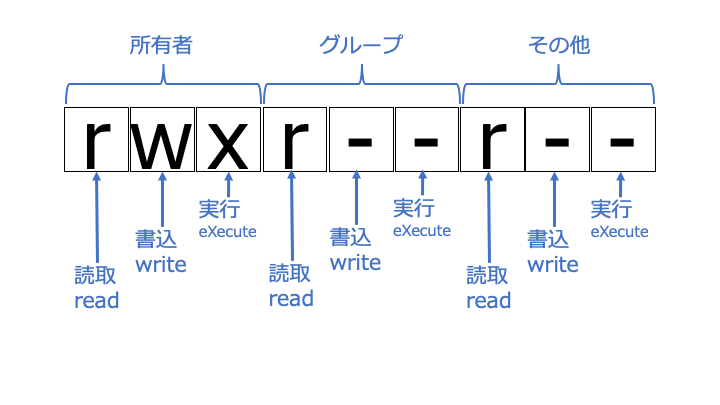 所有者 グループ その他
rwxr--r--
実行 実行 実行
eXecute eXecute eXecute
書込 書込 書込
write write write
読取 読取 読取
read read read